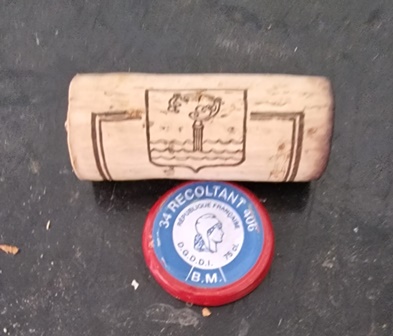 34 RECOLTANT 406
RÉPUBLIQUE FRANÇAISE
D.G.D.D.I. 75 cl.
B.M.